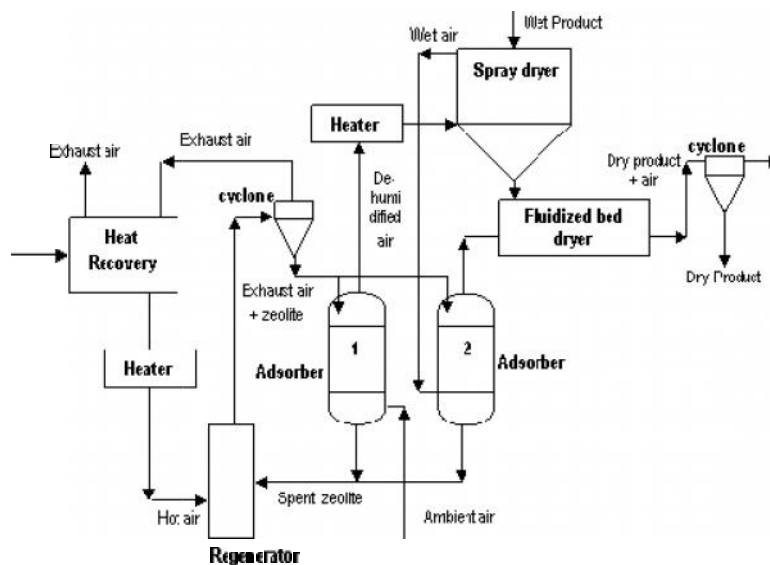 Wet air
Wet Product
Spray dryer
Heater
Exhaust air
Exhaust air
cyclone
De-
humi
dified
air
Dry product
+ air
cyclone
Heat
Recovery
Fluidized bed
dryer
Dry Product
Exhaust air
+ zeolite
1
2
Adsorber
Adsorber
Heater
Hot air
Spent zeolite
Ambient air
Regenerator